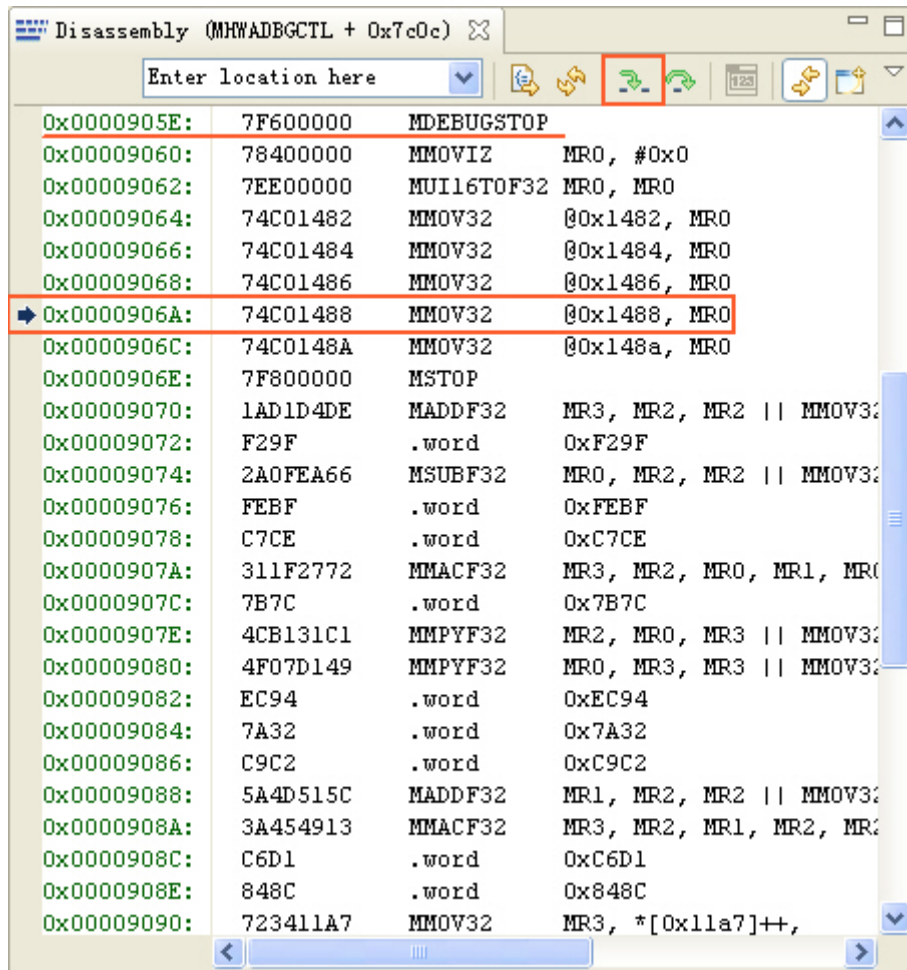 Disassembly (MHWADBGCTL + 0x7c0c)
Enter location here
123
0x0000905E: 7F600000 MDEBUGSTOP
0x00009060: 78400000 MMOVIZ MR0, #0x0
0x00009062: 7EE00000 MUI16TOF32 MR0, MR0
0x00009064: 74C01482 MMOV32 @0x1482, MR0
0x00009066: 74C01484 MMOV32 @0x1484, MR0
0x00009068: 74C01486 MMOV32 @0x1486, MR0
0x0000906A: 74C01488 MMOV32 @0x1488, MR0
0x0000906C: 74C0148A MMOV32 @0x148a, MR0
0x0000906E: 7F800000 MSTOP
0x00009070: 1AD1D4DE MADDF32 MR3, MR2, MR2 || MMOV32
0x00009072: F29F .word 0xF29F
0x00009074: 2A0FEA66 MSUBF32 MR0, MR2, MR2 || MMOV32
0x00009076: FEBF .word 0xFEBF
0x00009078: C7CE .word 0xC7CE
0x0000907A: 311F2772 MMACF32 MR3, MR2, MR0, MR1, MR0
0x0000907C: 7B7C .word 0x7B7C
0x0000907E: 4CB131C1 MMPYF32 MR2, MR0, MR3 || MMOV32
0x00009080: 4F07D149 MMPYF32 MR0, MR3, MR3 || MMOV32
0x00009082: EC94 .word 0xEC94
0x00009084: 7A32 .word 0x7A32
0x00009086: C9C2 .word 0xC9C2
0x00009088: 5A4D515C MADDF32 MR1, MR2, MR2 || MMOV32
0x0000908A: 3A454913 MMACF32 MR3, MR2, MR1, MR2, MR2
0x0000908C: C6D1 .word 0xC6D1
0x0000908E: 848C .word 0x848C
0x00009090: 723411A7 MMOV32 MR3, *[0x11a7]++,